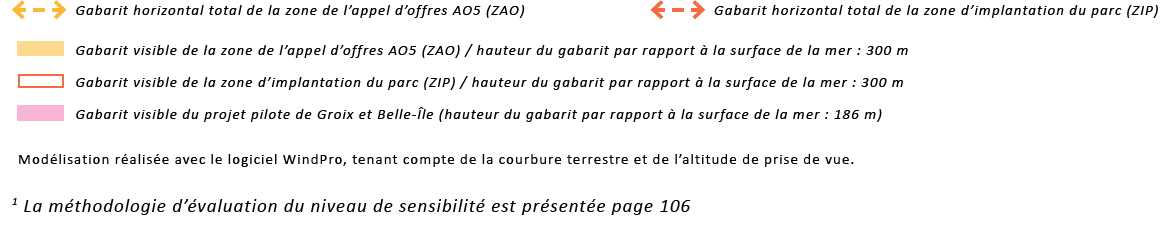 Gabarit horizontal total de la zone de l’appel d’offres AO5 (ZAO)
Gabarit horizontal total de la zone d’implantation du parc (ZIP)
Gabarit visible de la zone de l’appel d’offres AO5 (ZAO) / hauteur du gabarit par rapport à la surface de la mer : 300 m
Gabarit visible de la zone d’implantation du parc (ZIP) / hauteur du gabarit par rapport à la surface de la mer : 300 m
Gabarit visible du projet pilote de Groix et Belle-Île (hauteur du gabarit par rapport à la surface de la mer : 186 m)
Modélisation réalisée avec le logiciel WindPro, tenant compte de la courbure terrestre et de l’altitude de prise de vue.
¹ La méthodologie d’évaluation du niveau de sensibilité est présentée page 106